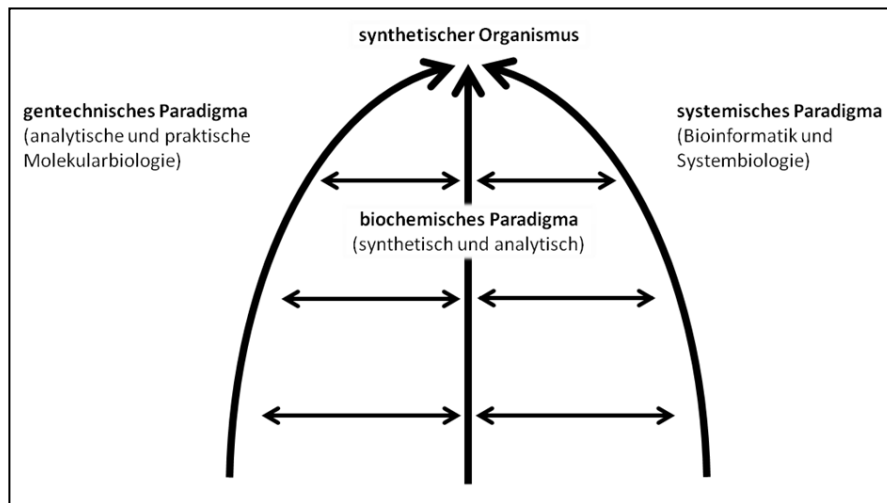 synthetischer Organismus
gentechnisches Paradigma
(analytische und praktische
Molekularbiologie)
systemisches Paradigma
(Bioinformatik und
Systembiologie)
biochemisches Paradigma
(synthetisch und analytisch)